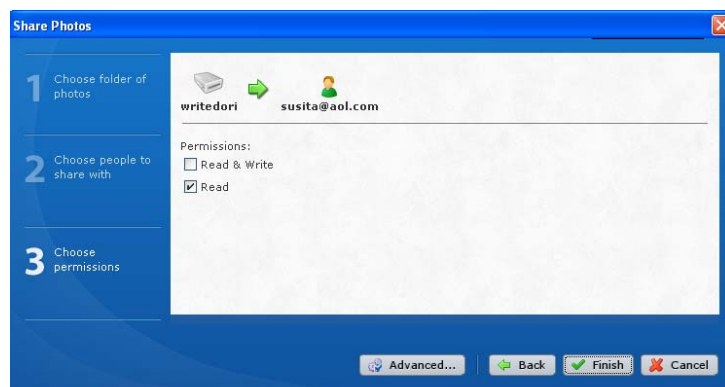 Share Photos
1 Choose folder of
photos
2 Choose people to
share with
3 Choose
permissions
writedori
susita@aol.com
Permissions:
Read & Write
Read
Advanced...
Back
Finish
Cancel